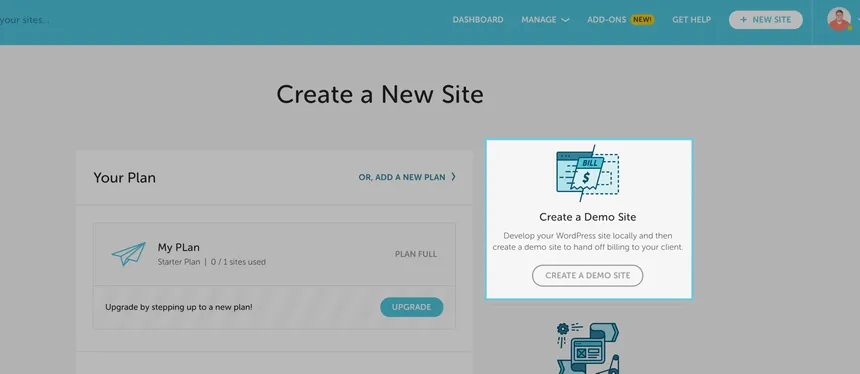 your sites...
DASHBOARD
MANAGE
ADD-ONS NEW!
GET HELP
+ NEW SITE
Create a New Site
Your Plan
OR, ADD A NEW PLAN
My PLan
Starter Plan | 0 / 1 sites used
PLAN FULL
Upgrade by stepping up to a new plan!
UPGRADE
BILL
$
Create a Demo Site
Develop your WordPress site locally and then
create a demo site to hand off billing to your client.
CREATE A DEMO SITE